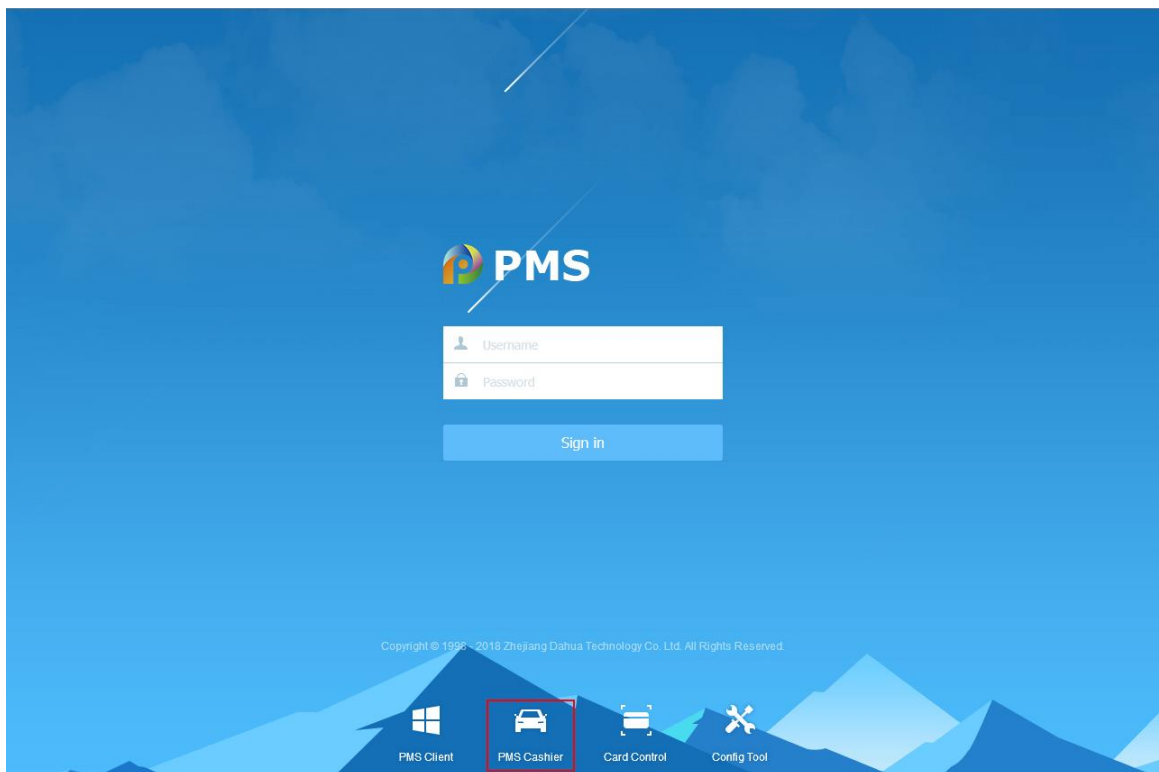 PMS
Username
Password
Sign in
Copyright © 1998 - 2018 Zhejiang Dahua Technology Co. Ltd. All Rights Reserved.
PMS Client
PMS Cashier
Card Control
Config Tool